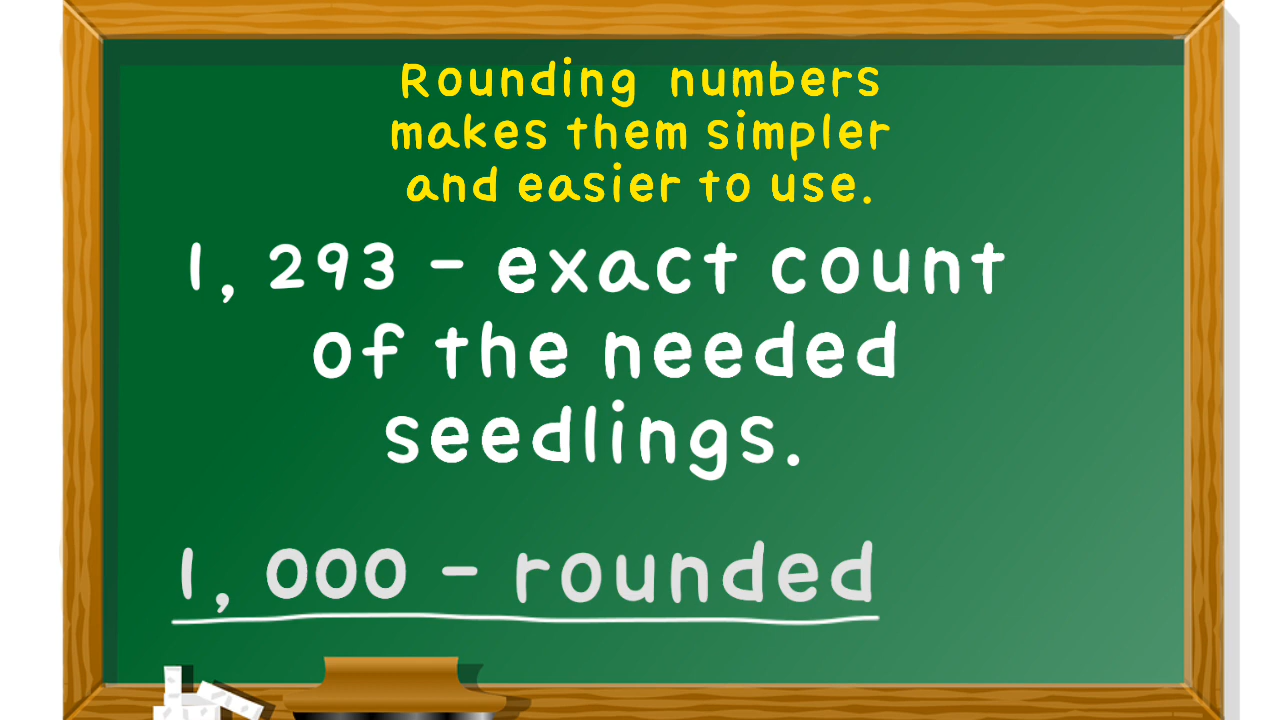 Rounding numbers
makes them simpler
and easier to use.
1, 293 - exact count
of the needed
seedlings.
1, 000 - rounded